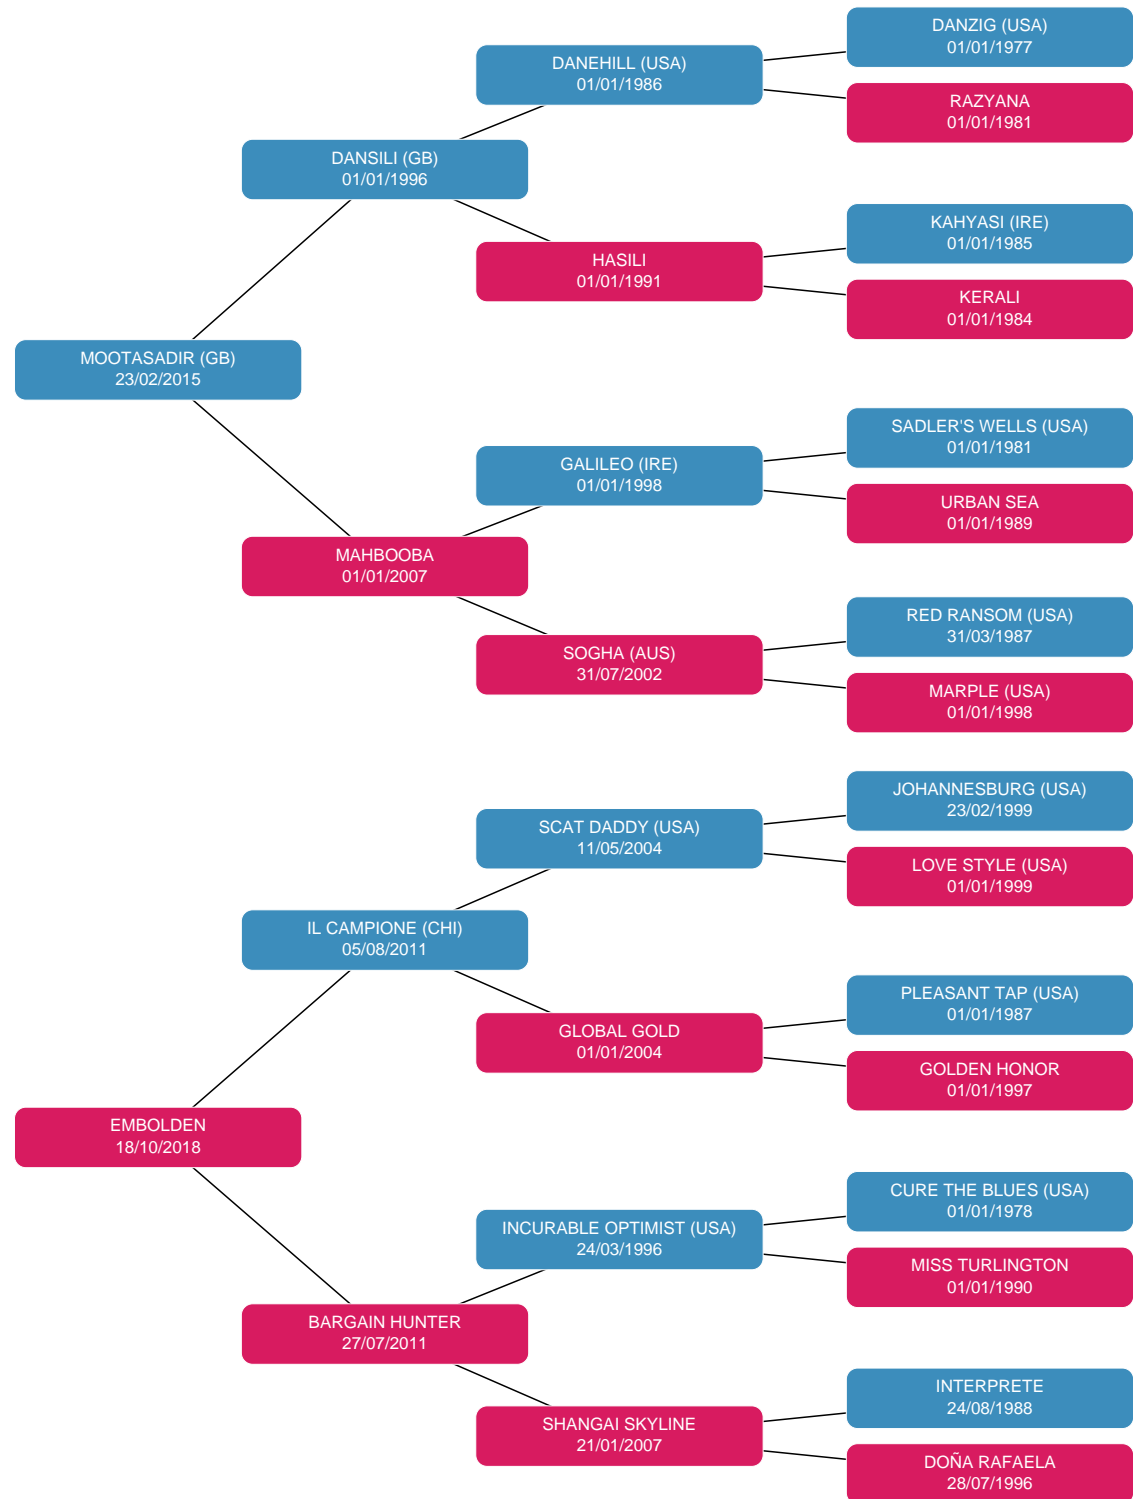 DANZIG (USA)
01/01/1977
DANEHILL (USA)
01/01/1986
RAZYANA
01/01/1981
DANSILI (GB)
01/01/1996
KAHYASI (IRE)
01/01/1985
HASILI
01/01/1991
KERALI
01/01/1984
MOOTASADIR (GB)
23/02/2015
SADLER'S WELLS (USA)
01/01/1981
GALILEO (IRE)
01/01/1998
URBAN SEA
01/01/1989
MAHBOOBA
01/01/2007
RED RANSOM (USA)
31/03/1987
SOGHA (AUS)
31/07/2002
MARPLE (USA)
01/01/1998
JOHANNESBURG (USA)
23/02/1999
SCAT DADDY (USA)
11/05/2004
LOVE STYLE (USA)
01/01/1999
IL CAMPIONE (CHI)
05/08/2011
PLEASANT TAP (USA)
01/01/1987
GLOBAL GOLD
01/01/2004
GOLDEN HONOR
01/01/1997
EMBOLDEN
18/10/2018
CURE THE BLUES (USA)
01/01/1978
INCURABLE OPTIMIST (USA)
24/03/1996
MISS TURLINGTON
01/01/1990
BARGAIN HUNTER
27/07/2011
INTERPRETE
24/08/1988
SHANGAI SKYLINE
21/01/2007
DOÑA RAFAELA
28/07/1996